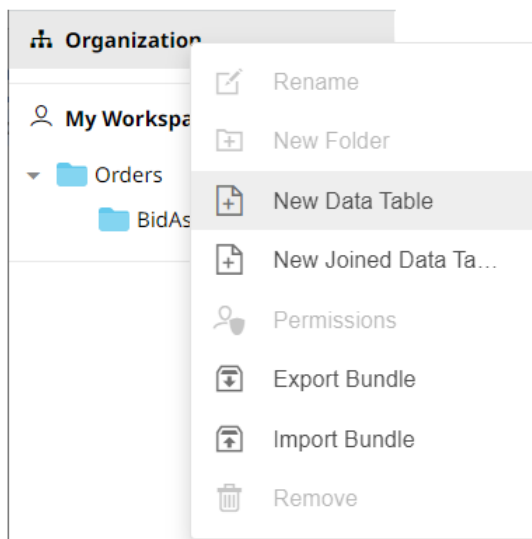 Organization
My Workspa
Orders
BidAs
Rename
New Folder
New Data Table
New Joined Data Ta...
Permissions
Export Bundle
Import Bundle
Remove